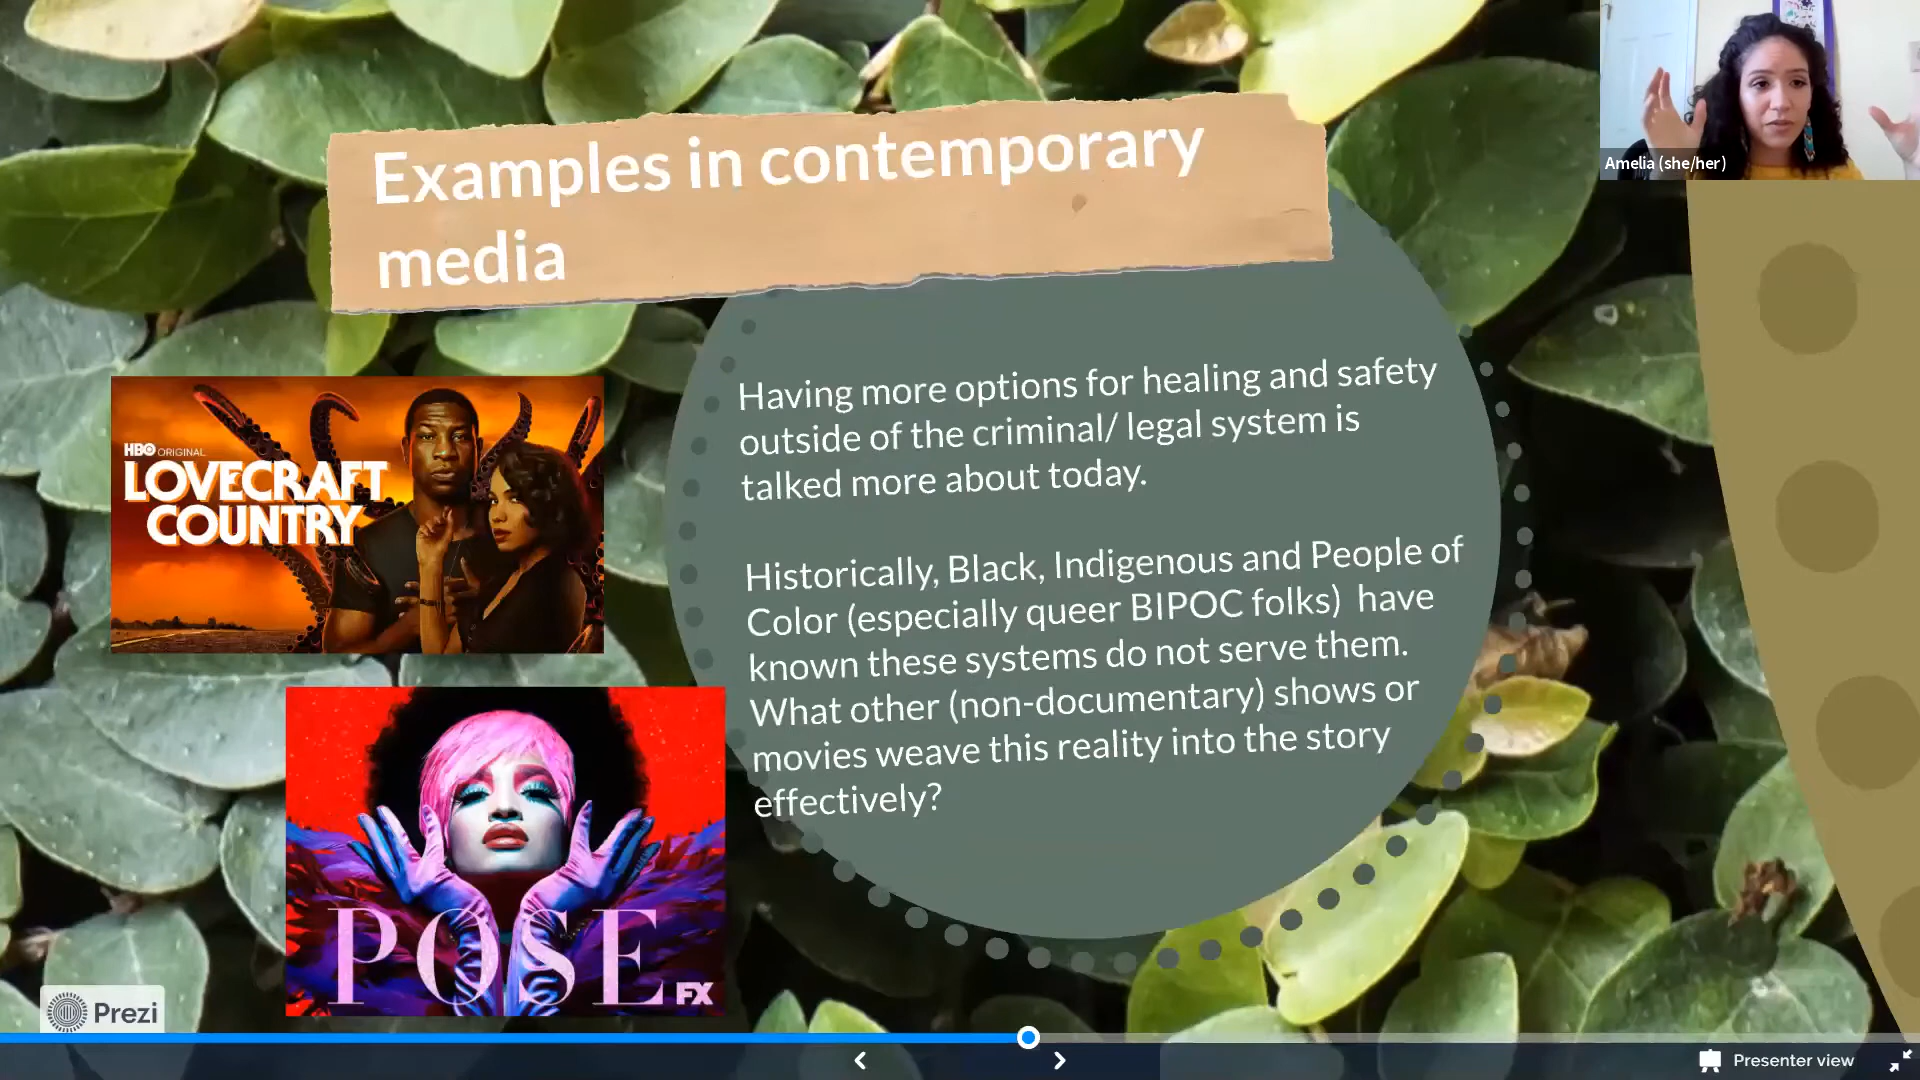 Examples in contemporary
media
Amelia (she/her)
Having more options for healing and safety
outside of the criminal/ legal system is
talked more about today.
Historically, Black, Indigenous and People of
Color (especially queer BIPOC folks)  have
known these systems do not serve them.
What other (non-documentary) shows or
movies weave this reality into the story
effectively?
HBO ORIGINAL
LOVECRAFT
COUNTRY
POSE FX
Prezi
Presenter view